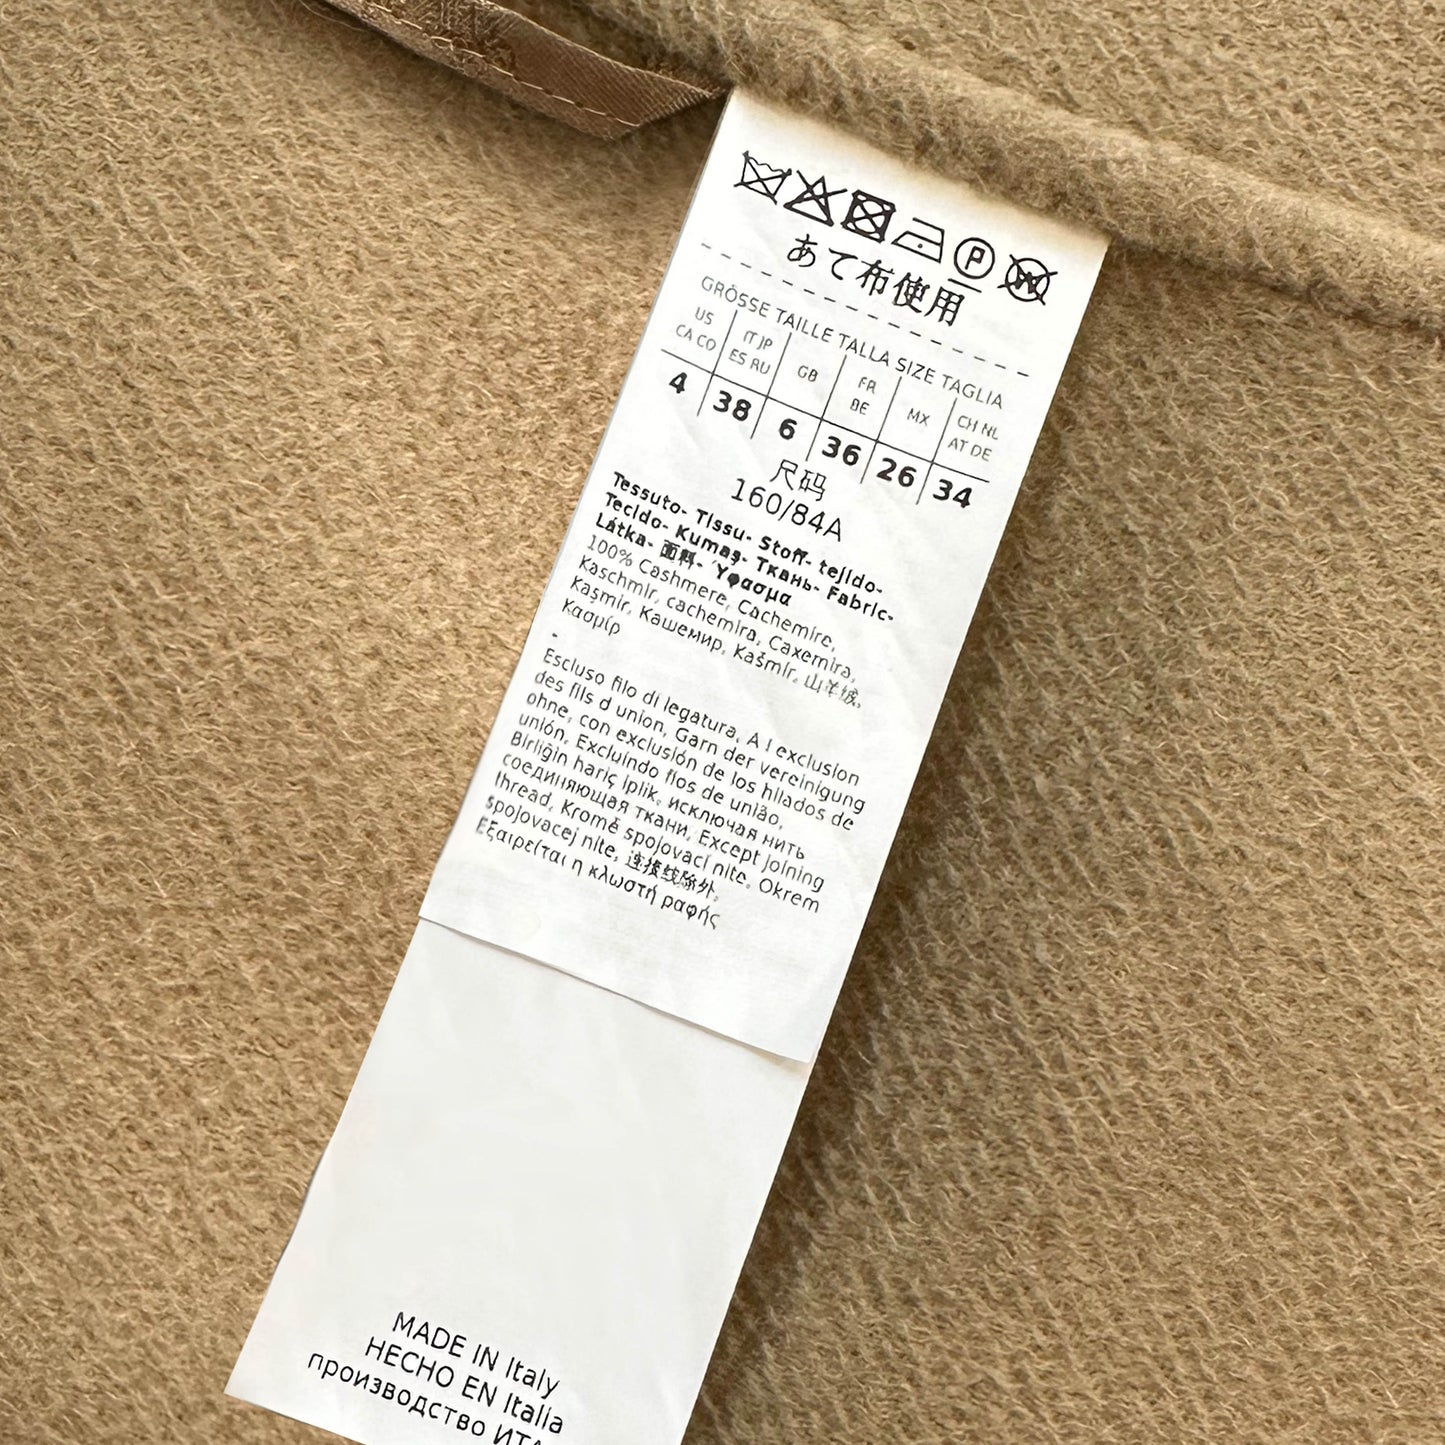 あて布使用
GRÖSSE TAILLE TALLA SIZE TAGLIA
US CA CO
IT JP ES RU
GB
FR BE
MX
CH NL AT DE
4 38 6 36 26 34
尺码
160/84A
Tessuto- Tissu- Stoff- tejido-
Tecido- Kumaş- Ткань- Fabric-
Látka- 面料- Ύφασμα
100% Cashmere, Cachemire,
Kaschmir, cachemira, Caxemira,
Kaşmir, Кашемир, Kašmír, 山羊绒,
Κασμίρ
-
Escluso filo di legatura, A l exclusion
des fils d union, Garn der vereinigung
ohne, con exclusión de los hilados de
unión, Excluindo fios de união,
Birliğin hariç iplik, исключая нить
соединяющая ткани, Except joining
thread, Kromě spojovací nite, Okrem
spojovacej nite, 连接线除外,
Εξαιρείται η κλωστή ραφής
MADE IN Italy
HECHO EN Italia
производство ИТА